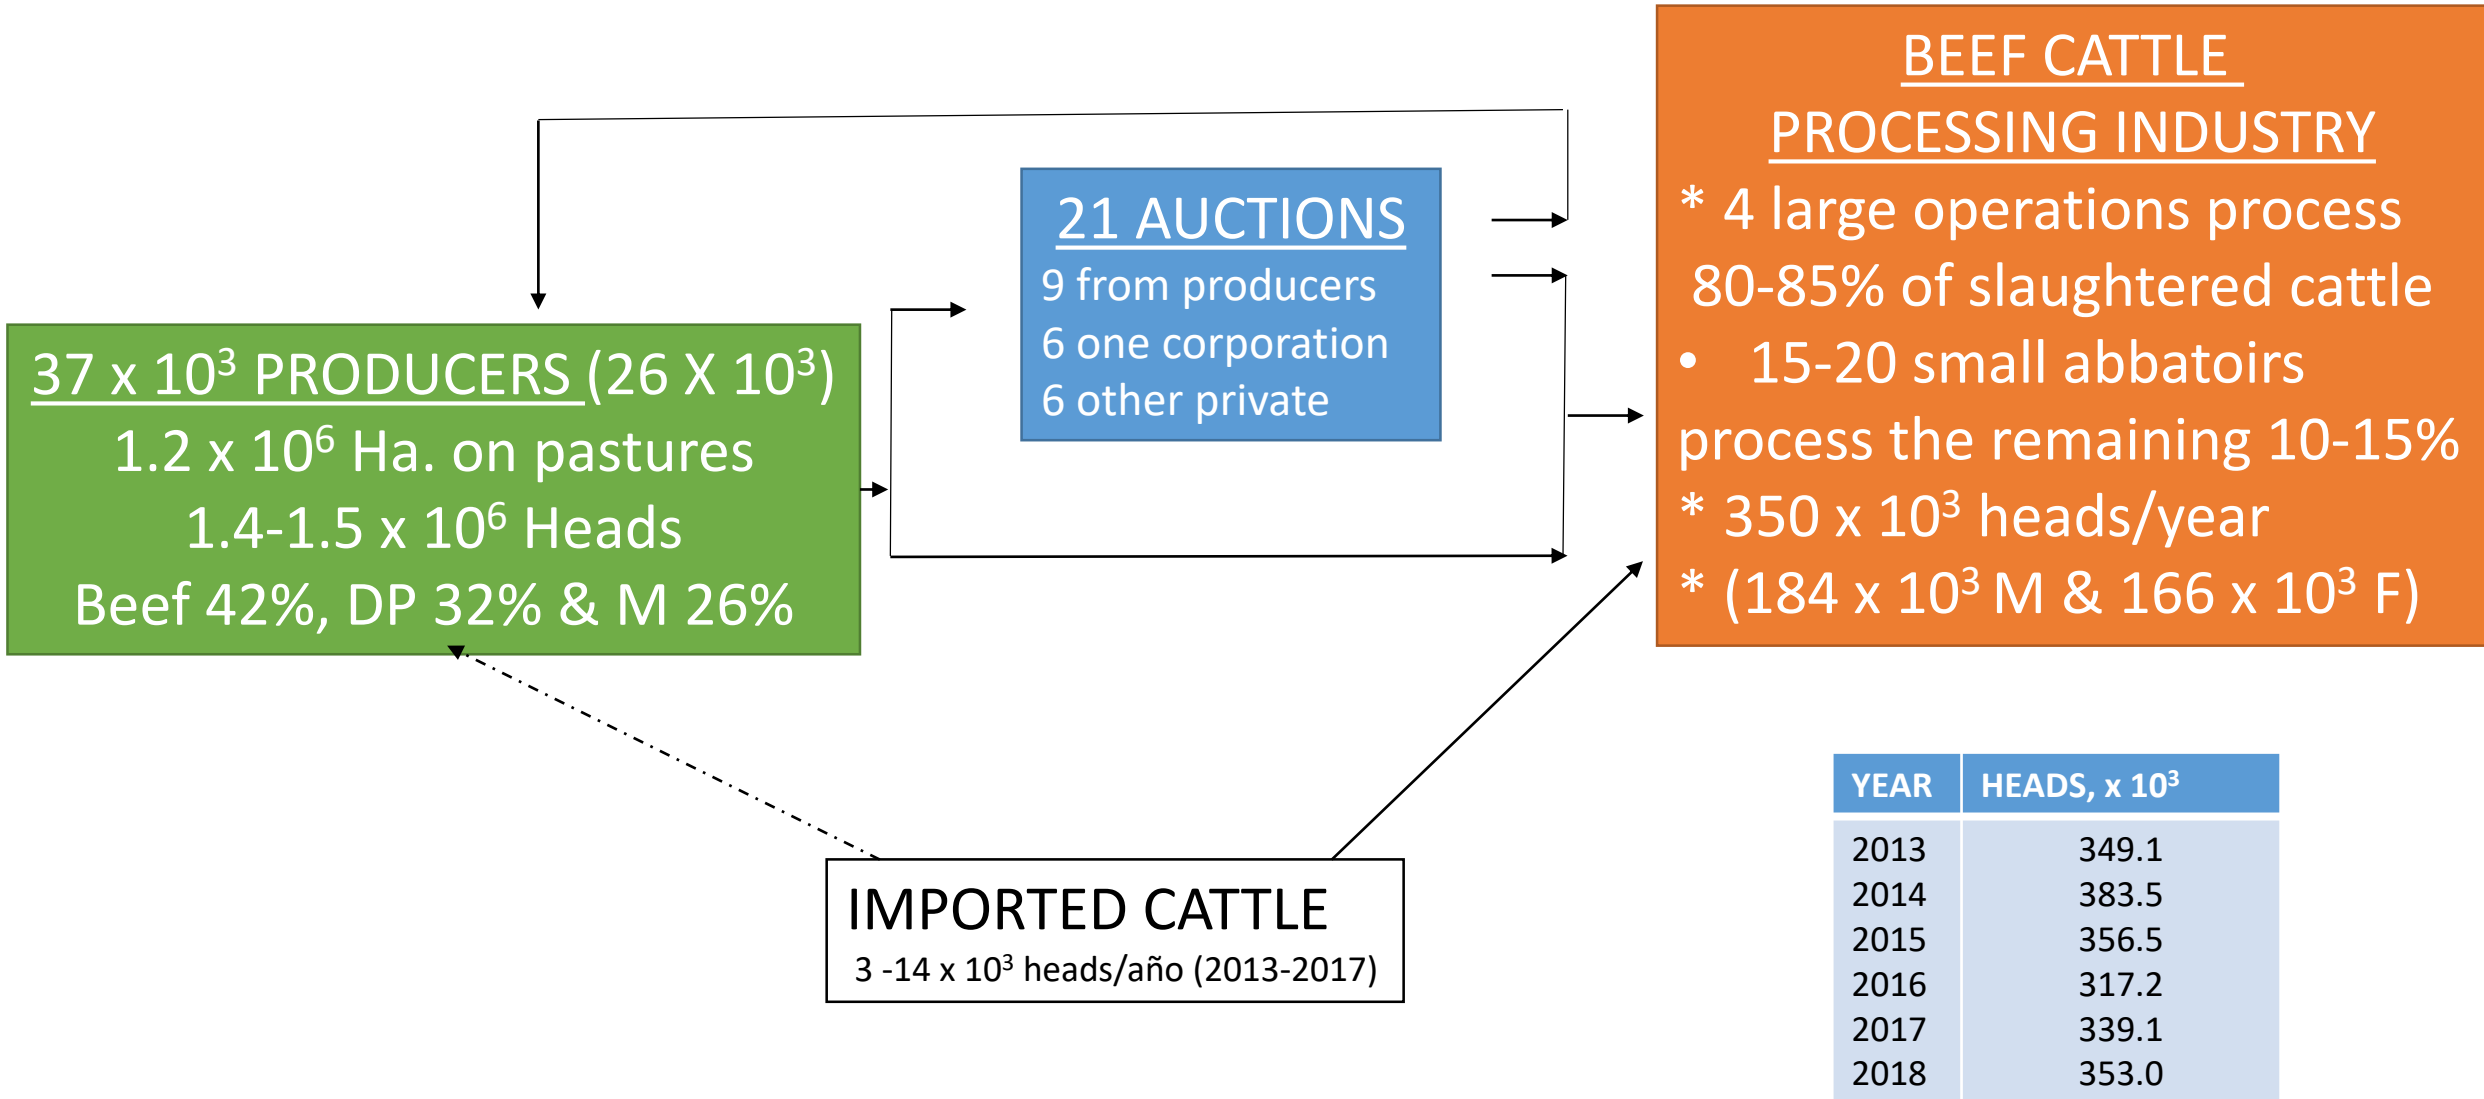 BEEF CATTLE
PROCESSING INDUSTRY
* 4 large operations process
80-85% of slaughtered cattle
• 15-20 small abbatoirs
process the remaining 10-15%
* 350 x 10³ heads/year
* (184 x 10³ M & 166 x 10³ F)
21 AUCTIONS
9 from producers
6 one corporation
6 other private
37 x 10³ PRODUCERS (26 X 10³)
1.2 x 10⁶ Ha. on pastures
1.4-1.5 x 10⁶ Heads
Beef 42%, DP 32% & M 26%
IMPORTED CATTLE
3 -14 x 10³ heads/año (2013-2017)
YEAR HEADS, x 10³
2013 349.1
2014 383.5
2015 356.5
2016 317.2
2017 339.1
2018 353.0